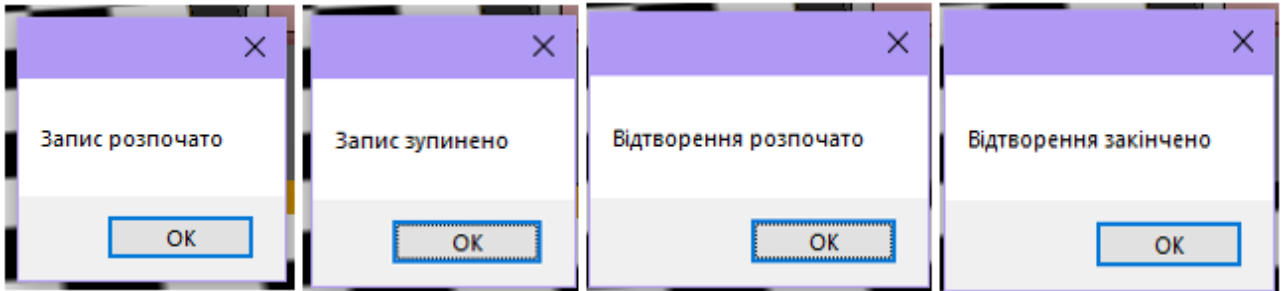 Запис розпочато
OK
Запис зупинено
OK
Відтворення розпочато
OK
Відтворення закінчено
OK